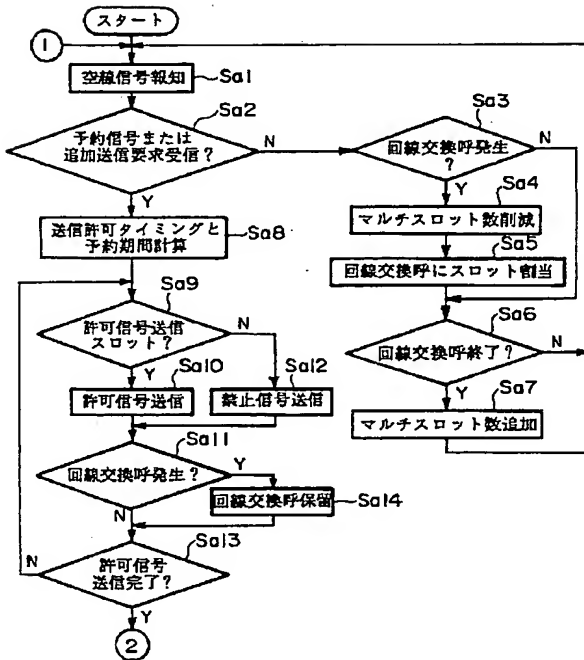 スタート
1
空線信号報知
Sa1
Sa2
予約信号または
追加送信要求受信?
N
Y
Sa3
回線交換呼発生
?
N
Y
Sa4
マルチスロット数削減
Sa5
回線交換呼にスロット割当
Sa6
回線交換呼終了?
N
Y
Sa7
マルチスロット数追加
送信許可タイミングと
予約期間計算
Sa8
Sa9
許可信号送信
スロット?
N
Y
Sa10
許可信号送信
Sa12
禁止信号送信
Sa11
回線交換呼発生?
Y
N
回線交換呼保留
Sa14
Sa13
許可信号
送信完了?
N
Y
2